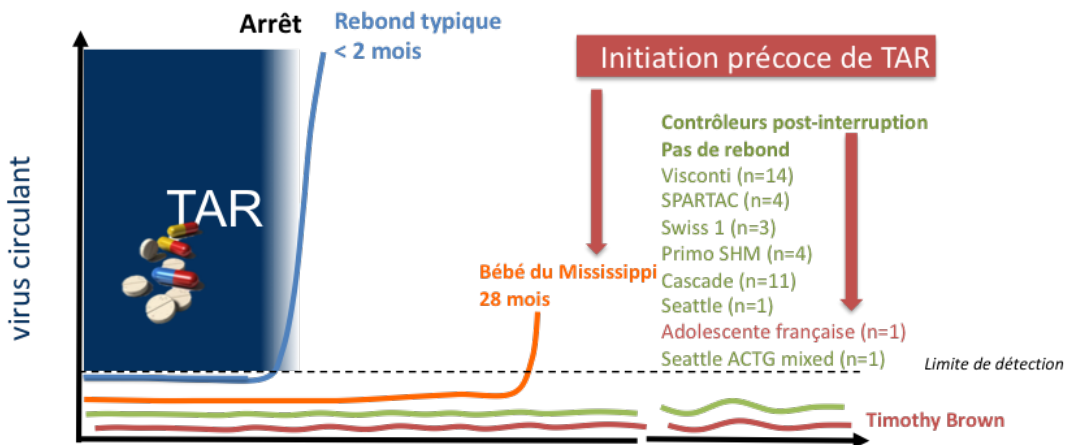 Arrêt
Rebond typique
< 2 mois
Initiation précoce de TAR
Contrôleurs post-interruption
Pas de rebond
Visconti (n=14)
SPARTAC (n=4)
Swiss 1 (n=3)
Primo SHM (n=4)
Cascade (n=11)
Seattle (n=1)
Adolescente française (n=1)
Seattle ACTG mixed (n=1)
virus circulant
TAR
Bébé du Mississippi
28 mois
Limite de détection
Timothy Brown